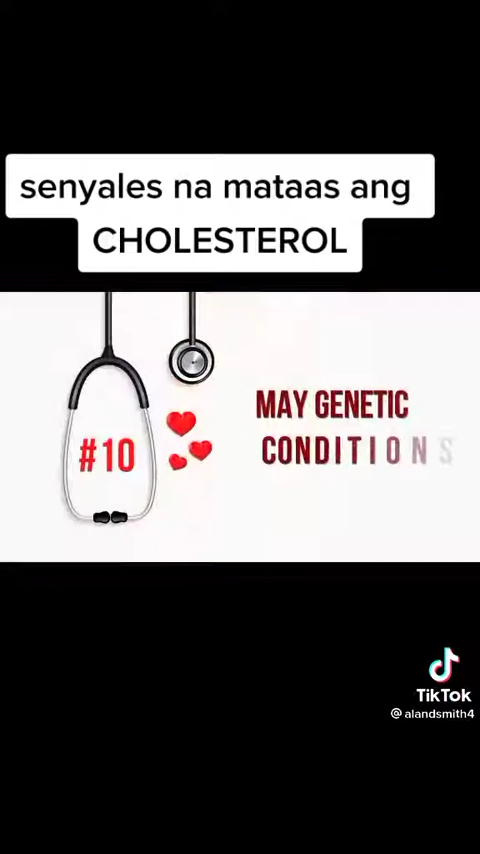 senyales na mataas ang
CHOLESTEROL
#10
MAY GENETIC
CONDITIONS
TikTok
@alandsmith4